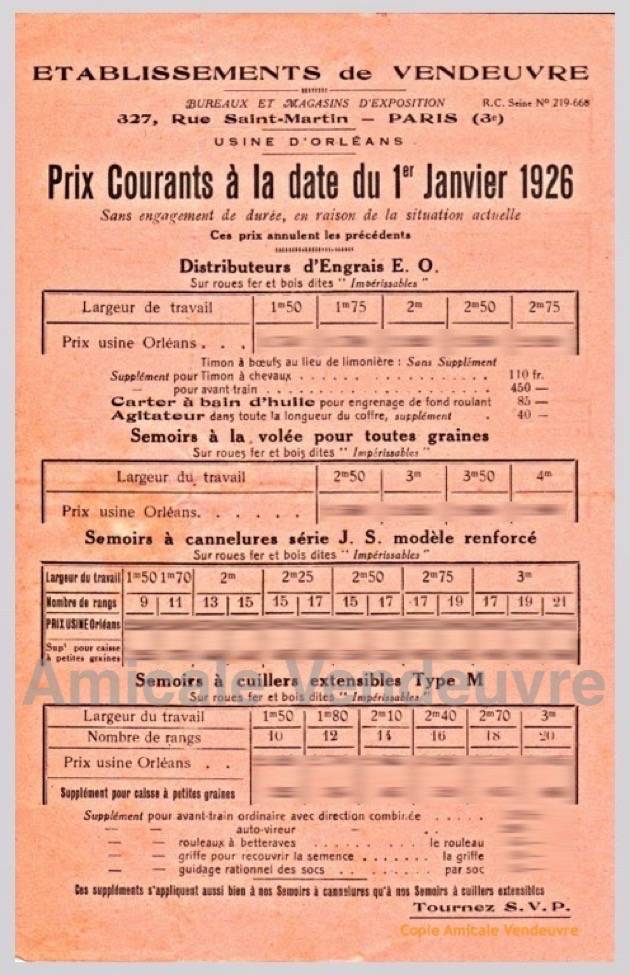 ETABLISSEMENTS de VENDEUVRE
BUREAUX ET MAGASINS D'EXPOSITION R.C. Seine No 219-668
327, Rue Saint-Martin — PARIS (3e)
USINE D'ORLÉANS
Prix Courants à la date du 1er Janvier 1926
Sans engagement de durée, en raison de la situation actuelle
Ces prix annulent les précédents
Distributeurs d'Engrais E. O.
Sur roues fer et bois dites "Impérissables"
Largeur de travail 1m50 1m75 2m 2m50 2m75
Prix usine Orléans . . .
Timon à bœufs au lieu de limonière : Sans Supplément
Supplément pour Timon à chevaux . . . . . . . . . . 110 fr.
— pour avant-train . . . . . . . . . . 450 —
Carter à bain d'huile pour engrenage de fond roulant 85 —
Agitateur dans toute la longueur du coffre, supplément . 40 —
Semoirs à la volée pour toutes graines
Sur roues fer et bois dites "Impérissables"
Largeur du travail 2m50 3m 3m50 4m
Prix usine Orléans. . . . . .
Semoirs à cannelures série J. S. modèle renforcé
Sur roues fer et bois dites "Impérissables"
Largeur du travail 1m50 1m70 2m 2m25 2m50 2m75 3m
Nombre de rangs 9 11 13 15 15 17 15 17 17 19 17 19 21
PRIX USINE Orléans
Supt pour caisse
à petites graines
Amicale Vendeuvre
Semoirs à cuillers extensibles Type M
Sur roues fer et bois dites "Impérissables"
Largeur du travail 1m50 1m80 2m10 2m40 2m70 3m
Nombre de rangs 10 12 14 16 18 20
Prix usine Orléans . .
Supplément pour caisse à petites graines
Supplément pour avant-train ordinaire avec direction combinée . . . . .
— — auto-vireur — . .
— — rouleaux à betteraves . . . . . . le rouleau
— — griffe pour recouvrir la semence . . . . . . . la griffe
— — guidage rationnel des socs . . . . . . . par soc
Ces suppléments s'appliquent aussi bien à nos Semoirs à cannelures qu'à nos Semoirs à cuillers extensibles
Tournez S.V.P.
Copie Amicale Vendeuvre